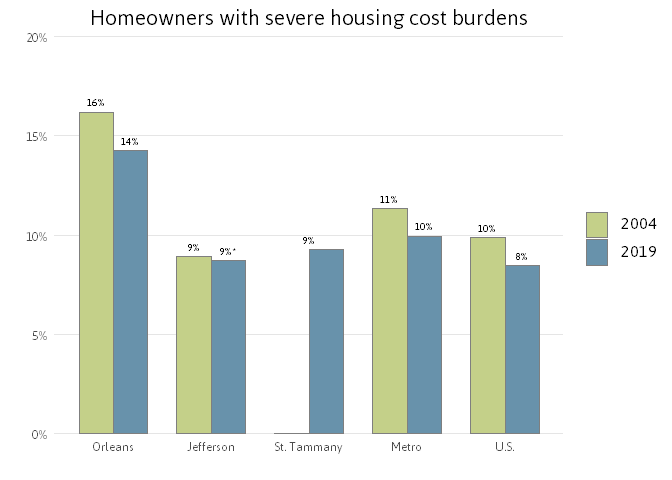 Homeowners with severe housing cost burdens
20%
15%
10%
5%
0%
16%
14%
9%
9%*
9%
11%
10%
10%
8%
Orleans
Jefferson
St. Tammany
Metro
U.S.
2004
2019